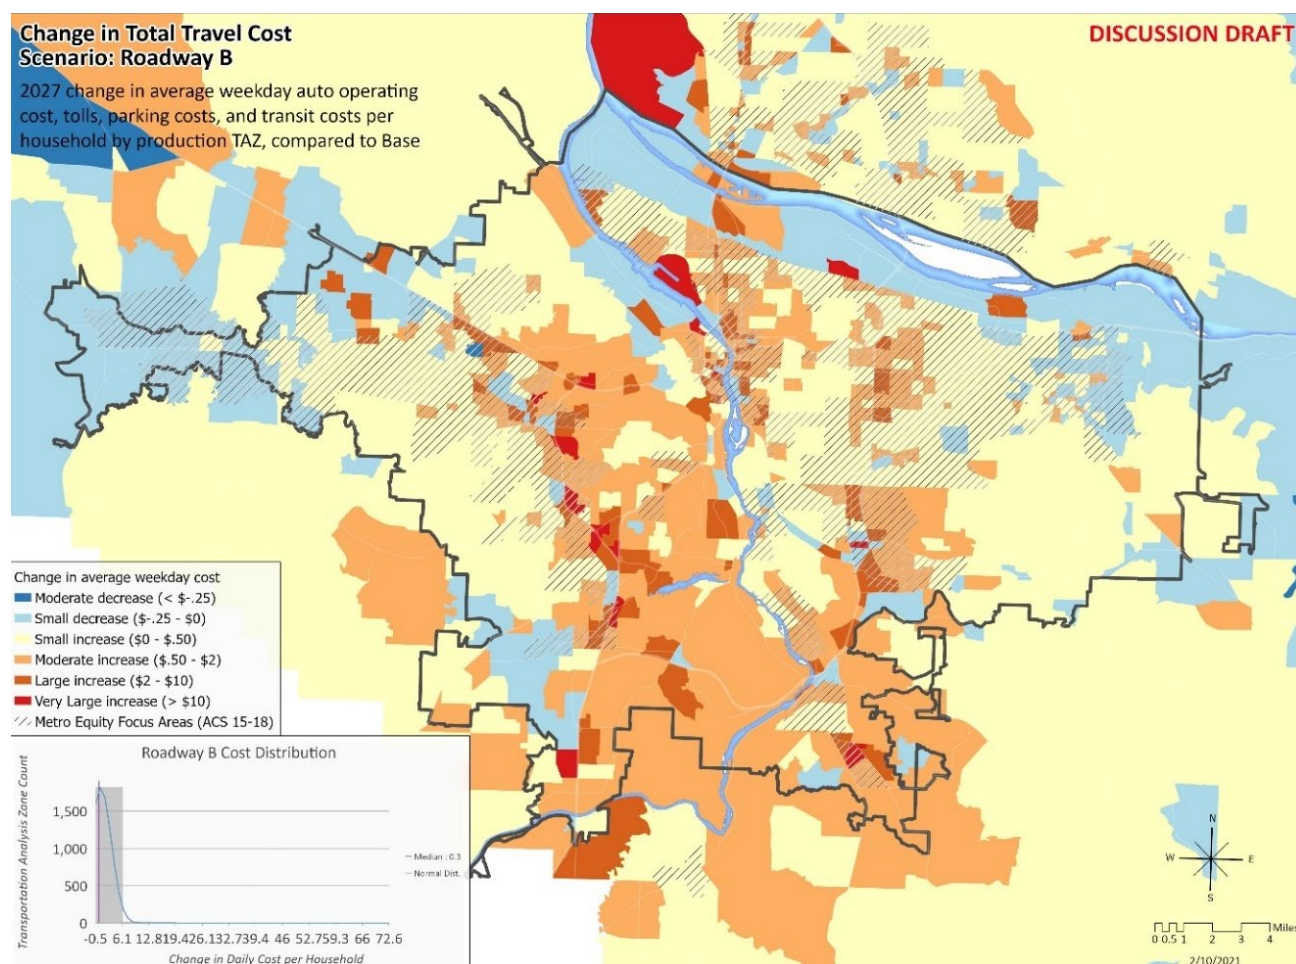 Change in Total Travel Cost
Scenario: Roadway B
2027 change in average weekday auto operating
cost, tolls, parking costs, and transit costs per
household by production TAZ, compared to Base
DISCUSSION DRAFT
Change in average weekday cost
Moderate decrease (< $-.25)
Small decrease ($-.25 - $0)
Small increase ($0 - $.50)
Moderate increase ($.50 - $2)
Large increase ($2 - $10)
Very Large increase (> $10)
Metro Equity Focus Areas (ACS 15-18)
Roadway B Cost Distribution
Transportation Analysis Zone Count
1,500
1,000
500
0
Median : 0.3
Normal Dist.
-0.5 6.1 12.819.426.132.739.4 46 52.759.3 66 72.6
Change in Daily Cost per Household
N
W E
S
Miles
0 0.5 1 2 3 4
2/10/2021